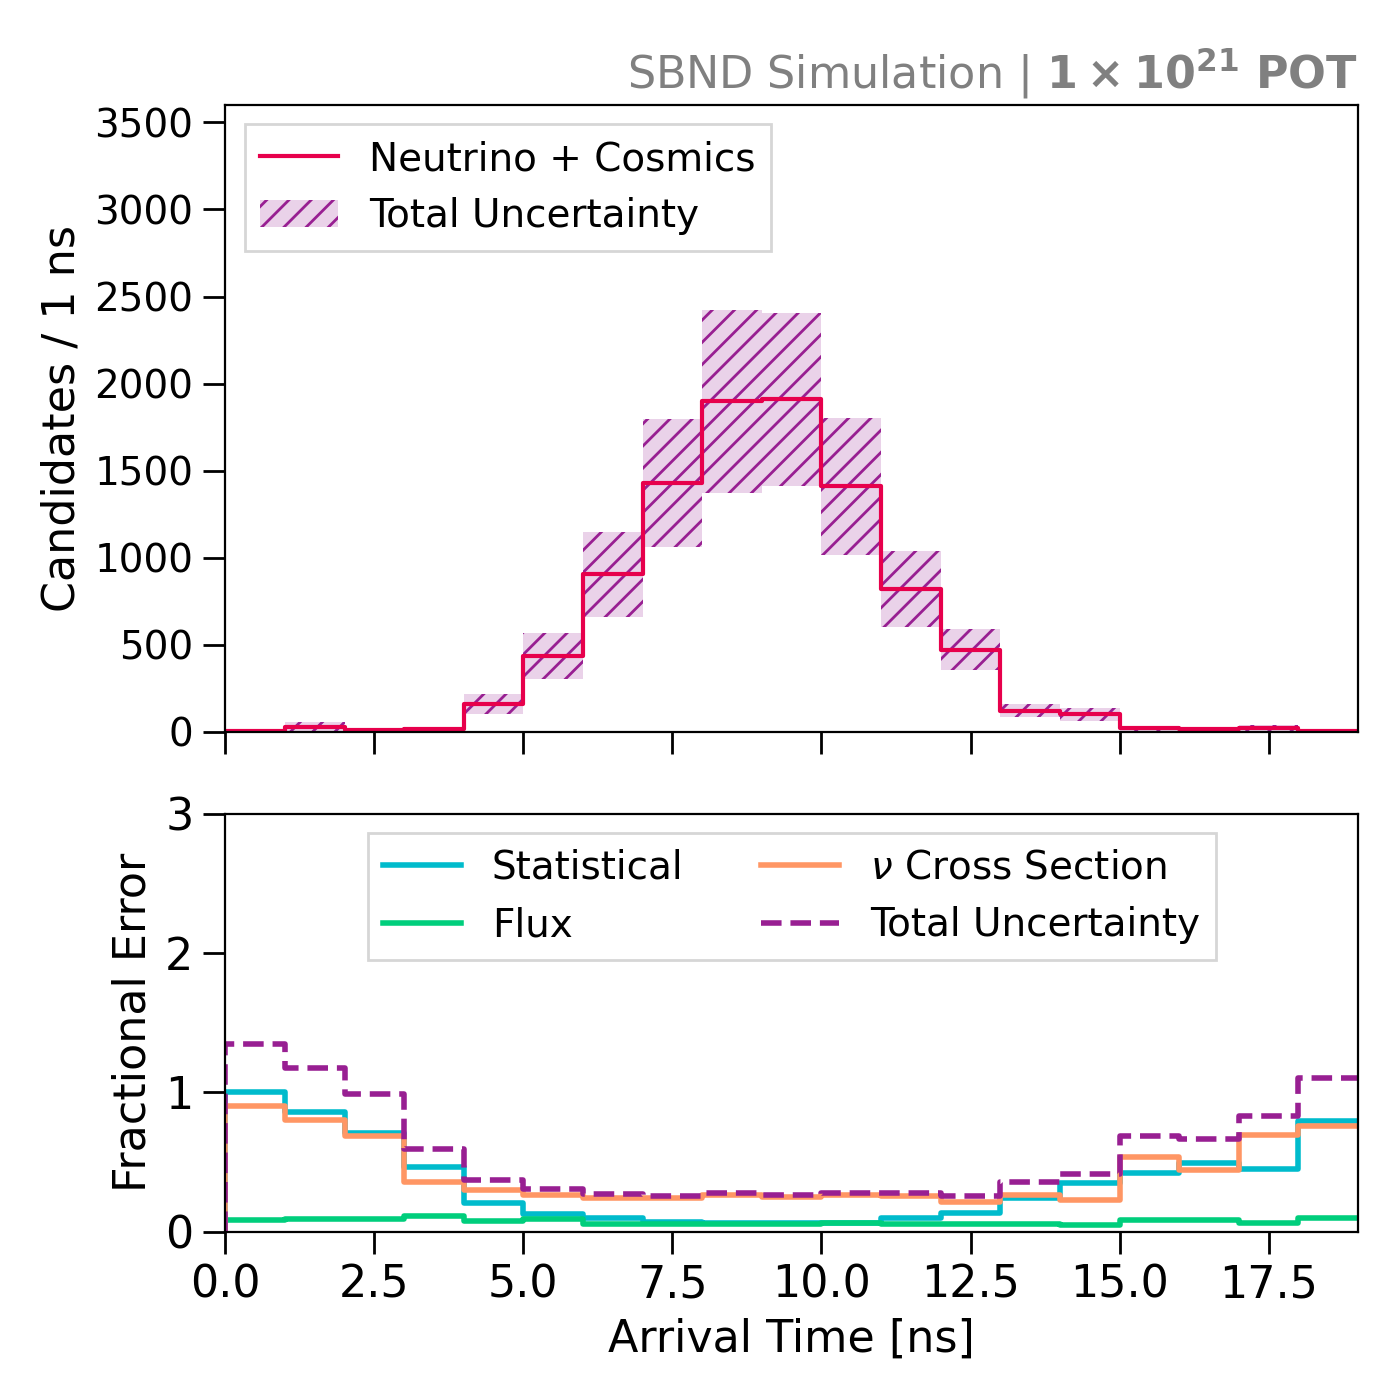 SBND Simulation | 1 × 10²¹ POT
Candidates / 1 ns
3500
3000
2500
2000
1500
1000
500
0
Neutrino + Cosmics
Total Uncertainty
Fractional Error
3
2
1
0
Statistical
Flux
ν Cross Section
Total Uncertainty
0.0 2.5 5.0 7.5 10.0 12.5 15.0 17.5
Arrival Time [ns]